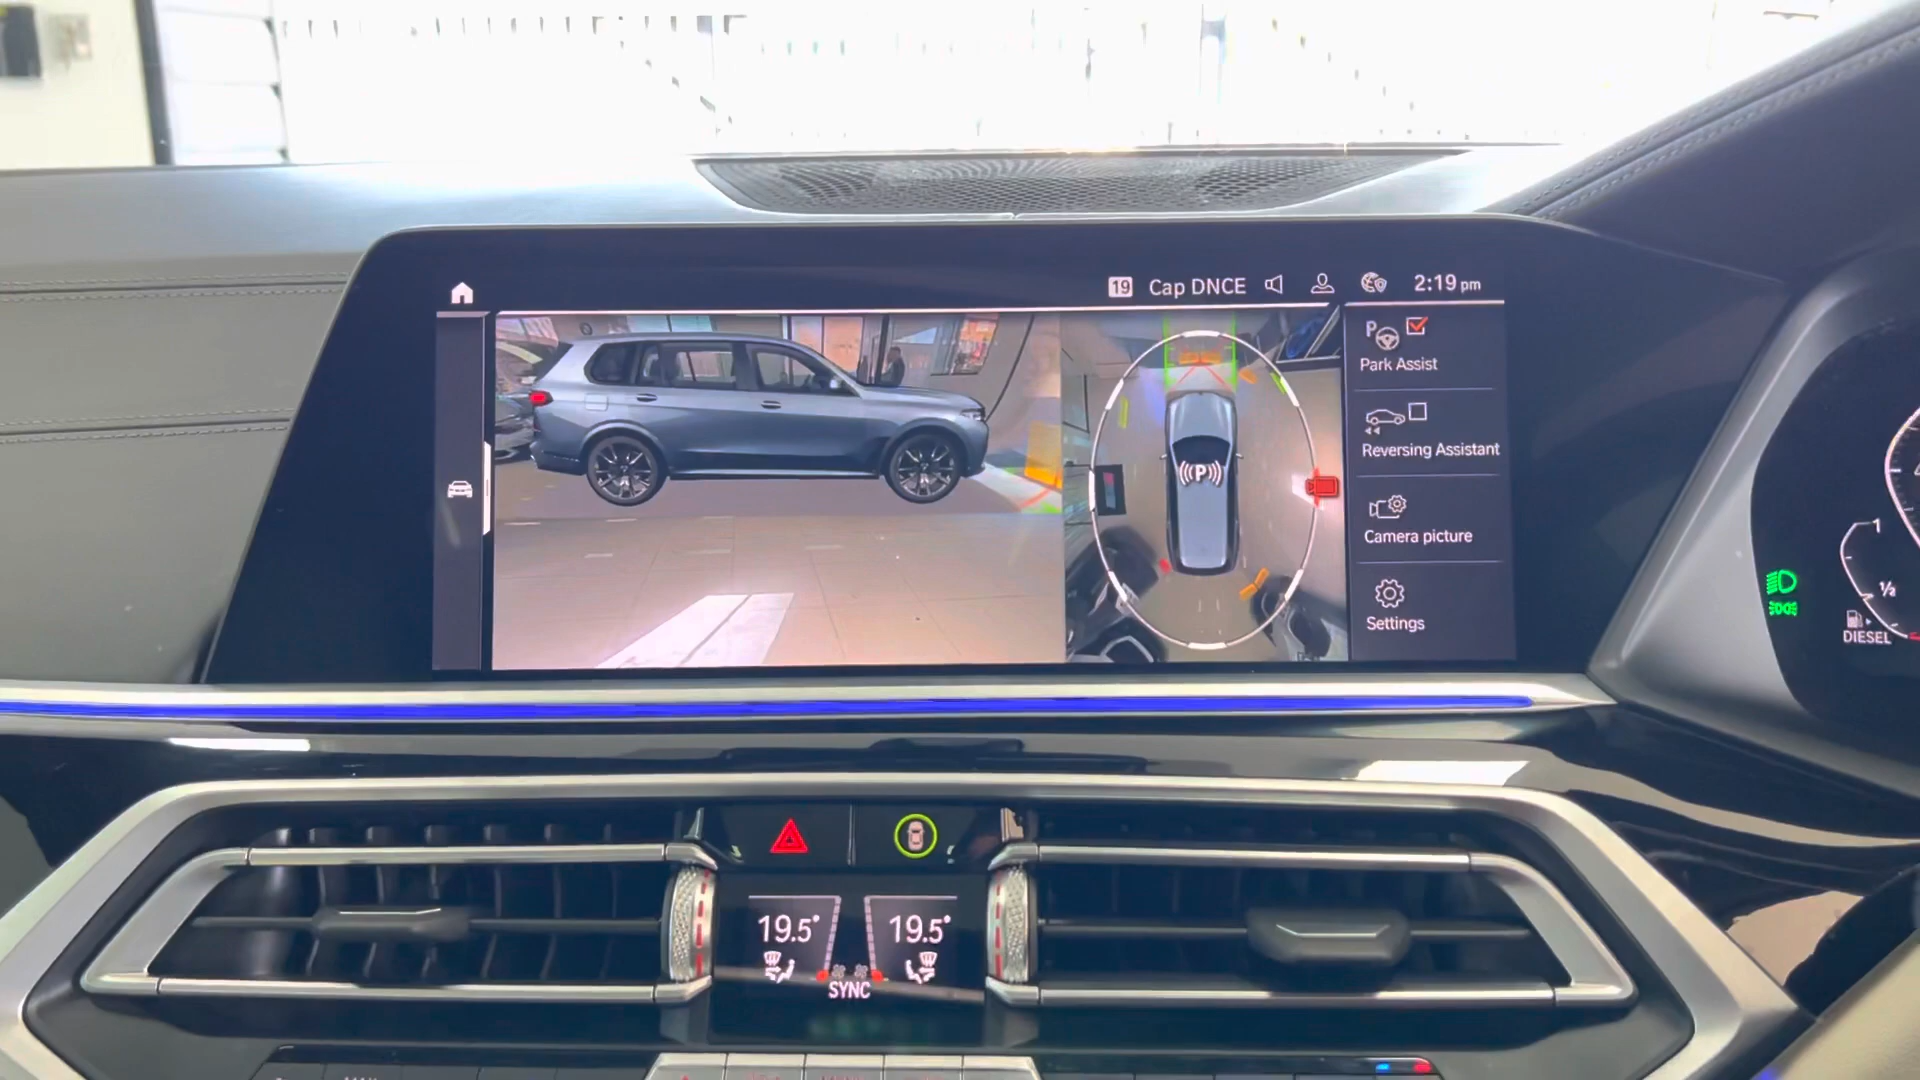 19 Cap DNCE 2:19 pm
P
Park Assist
Reversing Assistant
Camera picture
Settings
P
1
1/2
DIESEL
19.5° 19.5°
SYNC